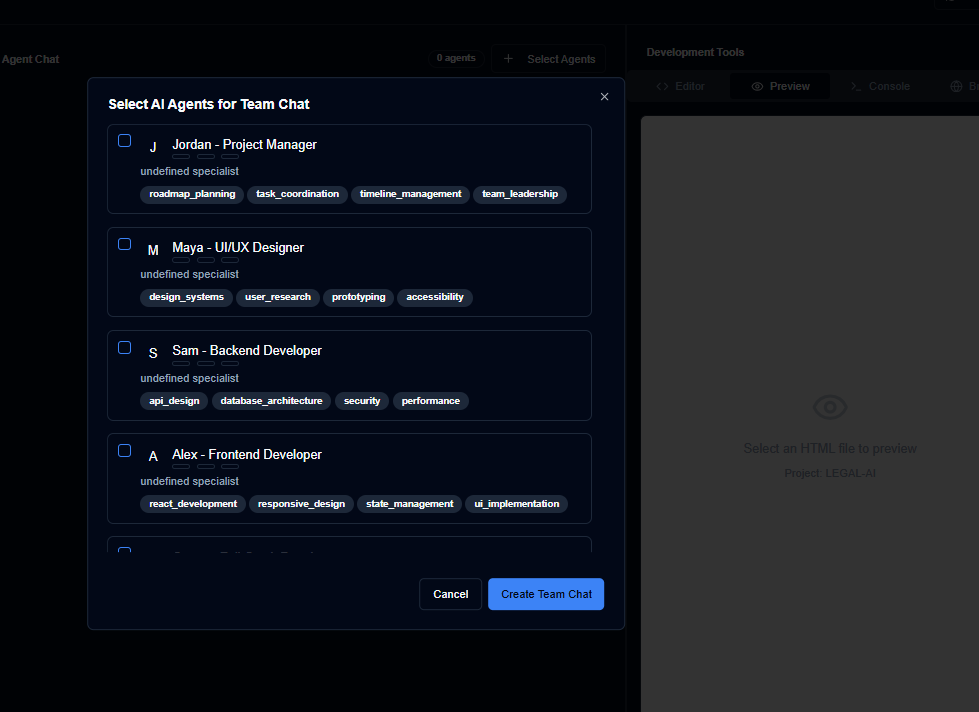 Agent Chat
0 agents
+ Select Agents
Development Tools
<> Editor
Preview
>_ Console
Select AI Agents for Team Chat
×
J Jordan - Project Manager
undefined specialist
roadmap_planning task_coordination timeline_management team_leadership
M Maya - UI/UX Designer
undefined specialist
design_systems user_research prototyping accessibility
S Sam - Backend Developer
undefined specialist
api_design database_architecture security performance
A Alex - Frontend Developer
undefined specialist
react_development responsive_design state_management ui_implementation
Cancel
Create Team Chat
Select an HTML file to preview
Project: LEGAL-AI